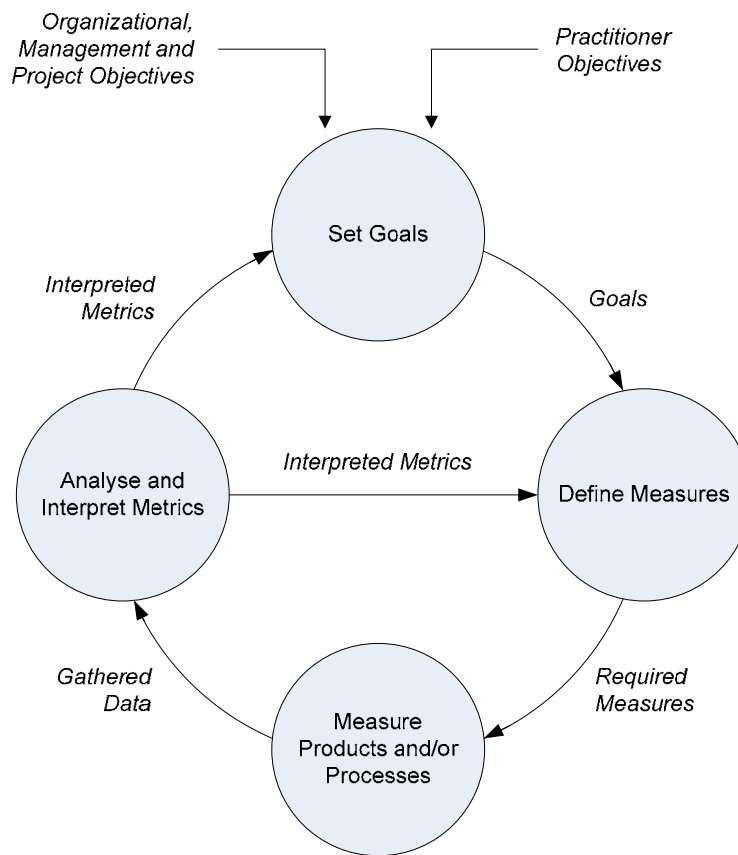 Organizational,
Management and
Project Objectives
Practitioner
Objectives
Set Goals
Interpreted
Metrics
Goals
Analyse and
Interpret Metrics
Interpreted Metrics
Define Measures
Gathered
Data
Required
Measures
Measure
Products and/or
Processes